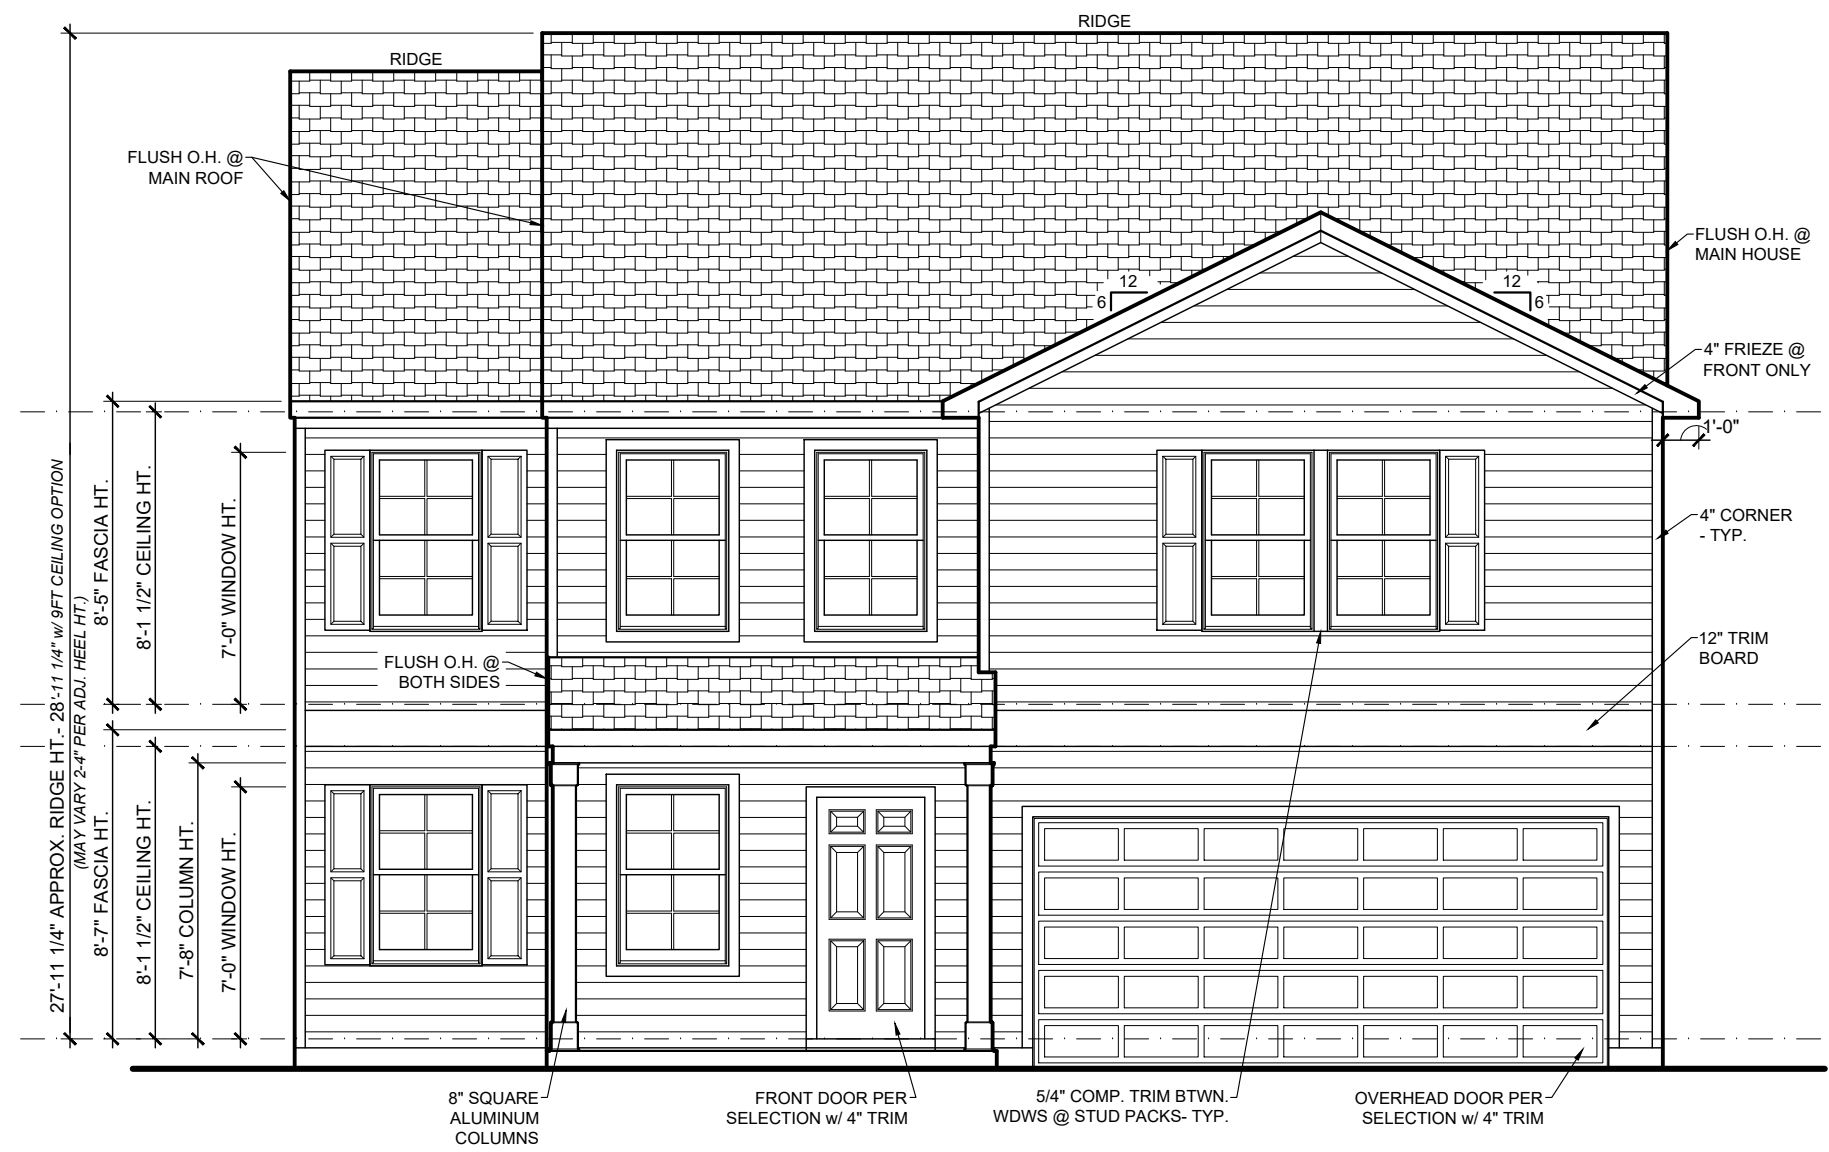 RIDGE
RIDGE
FLUSH O.H. @
MAIN ROOF
FLUSH O.H. @
MAIN HOUSE
12
6
12
6
4" FRIEZE @
FRONT ONLY
1'-0"
4" CORNER
- TYP.
12" TRIM
BOARD
27'-11 1/4" APPROX. RIDGE HT.- 28'-11 1/4" w/ 9FT CEILING OPTION
(MAY VARY 2-4" PER ADJ. HEEL HT.)
8'-5" FASCIA HT.
8'-1 1/2" CEILING HT.
7'-0" WINDOW HT.
FLUSH O.H. @
BOTH SIDES
8'-7" FASCIA HT.
8'-1 1/2" CEILING HT.
7'-8" COLUMN HT.
7'-0" WINDOW HT.
8" SQUARE
ALUMINUM
COLUMNS
FRONT DOOR PER
SELECTION w/ 4" TRIM
5/4" COMP. TRIM BTWN.
WDWS @ STUD PACKS- TYP.
OVERHEAD DOOR PER
SELECTION w/ 4" TRIM